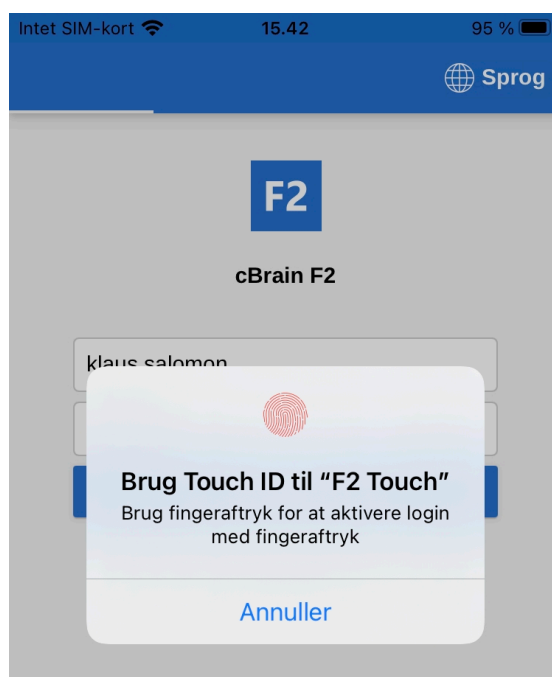 Intet SIM-kort 15.42 95 %
Sprog
F2
cBrain F2
klaus salomon
Brug Touch ID til “F2 Touch”
Brug fingeraftryk for at aktivere login
med fingeraftryk
Annuller